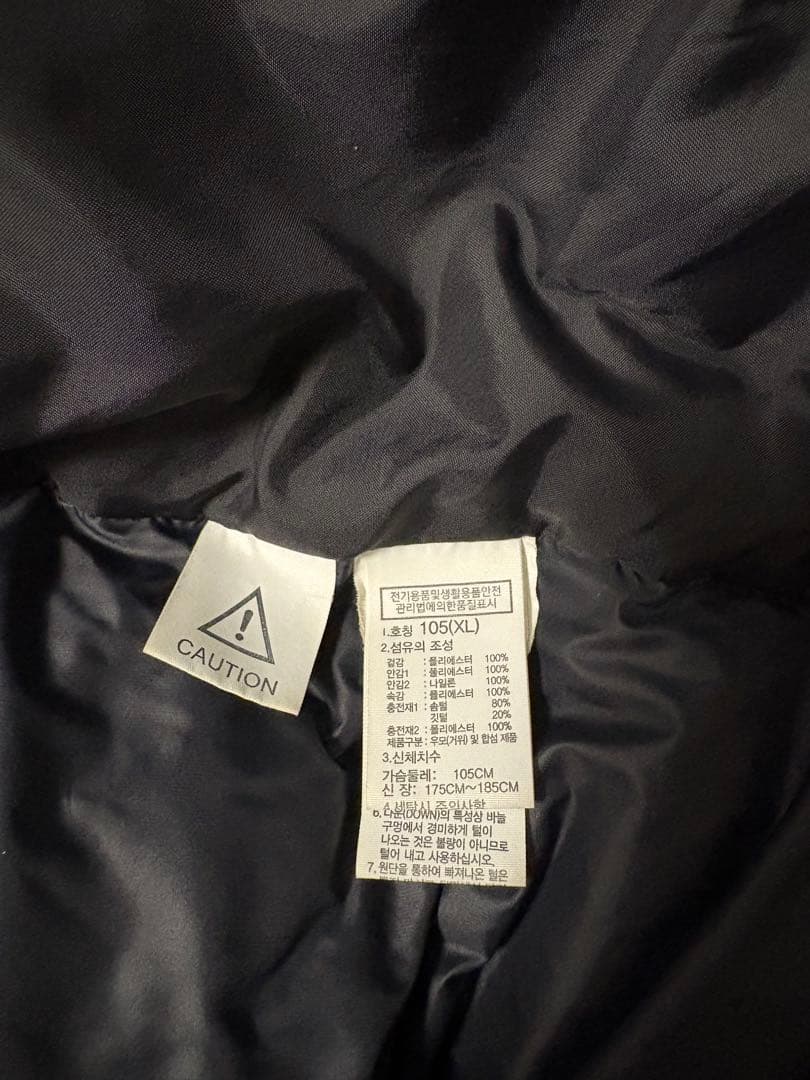 CAUTION
전기용품및생활용품안전
관리법에의한품질표시
1.호칭 105(XL)
2.섬유의 조성
겉감 : 폴리에스터 100%
안감1 : 폴리에스터 100%
안감2 : 나일론 100%
속감 : 폴리에스터 100%
충전재1 : 솜털 80%
깃털 20%
충전재2 : 폴리에스터 100%
제품구분 : 우모(거위) 및 합섬 제품
3.신체치수
가슴둘레: 105CM
신 장: 175CM~185CM
4.세탁시 주의사항
6.다운(DOWN)의 특성상 바늘
구멍에서 경미하게 털이
나오는 것은 불량이 아니므로
털어 내고 사용하십시오.
7.원단을 통하여 빠져나온 털은